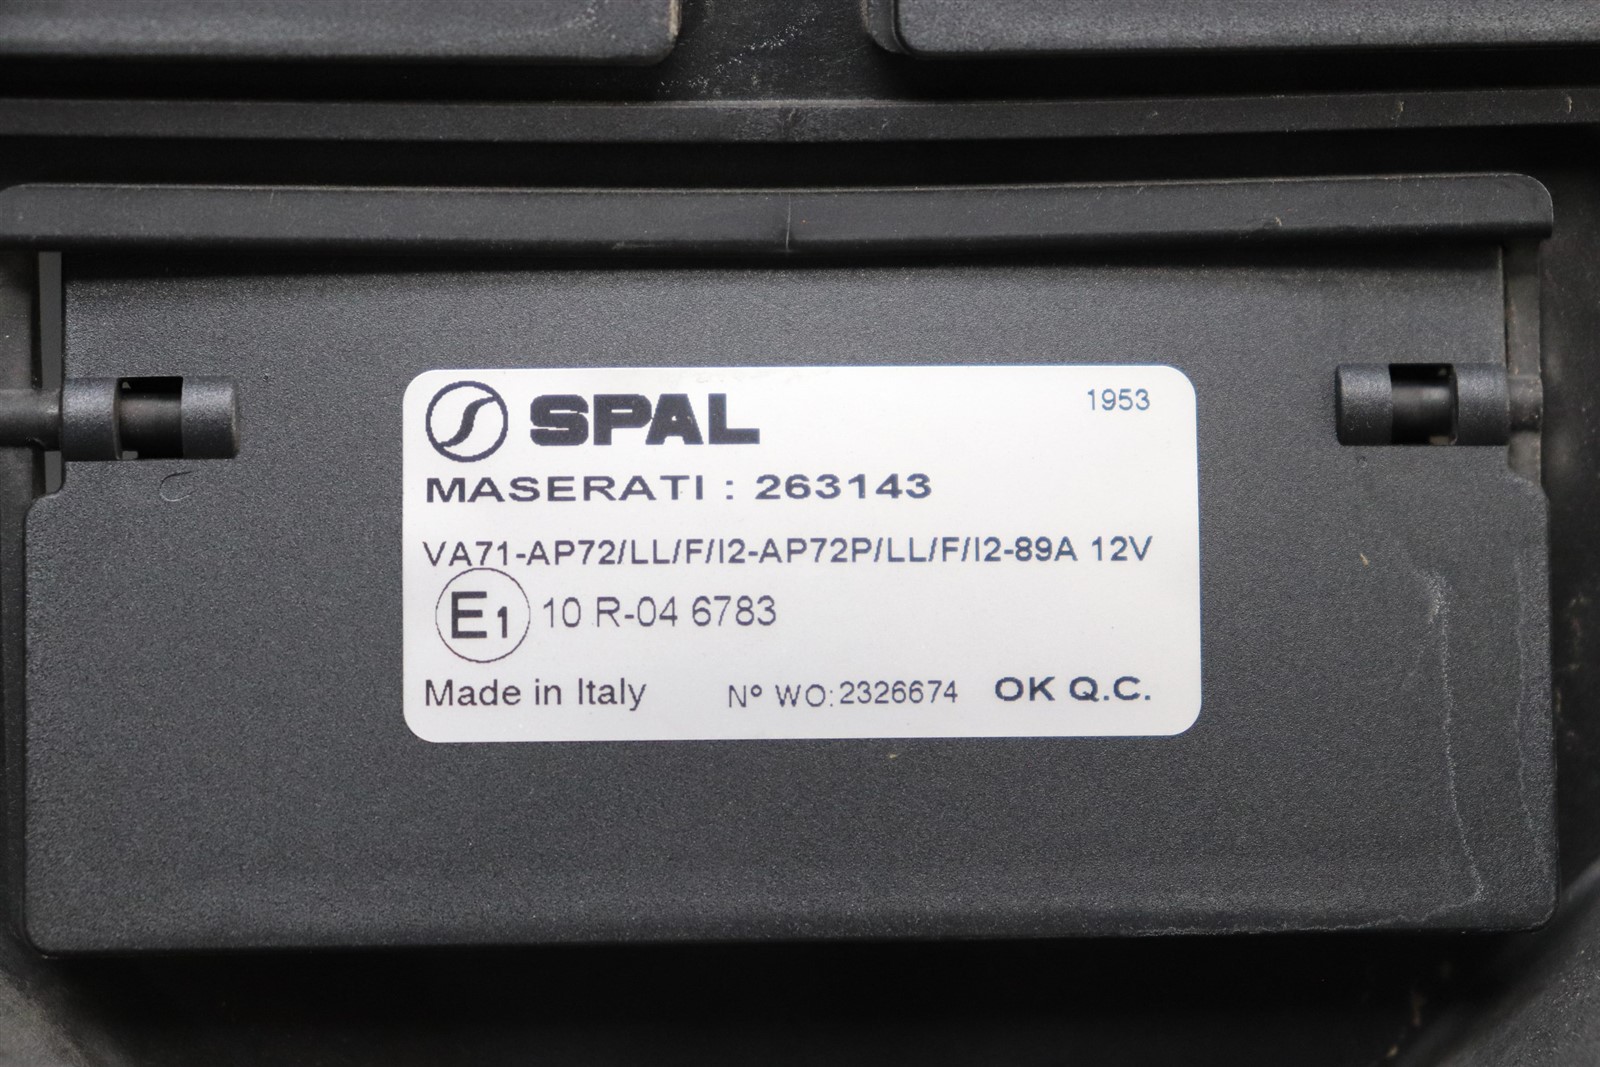 SPAL 1953
MASERATI : 263143
VA71-AP72/LL/F/I2-AP72P/LL/F/I2-89A 12V
E1 10 R-04 6783
Made in Italy Nº WO: 2326674 OK Q.C.